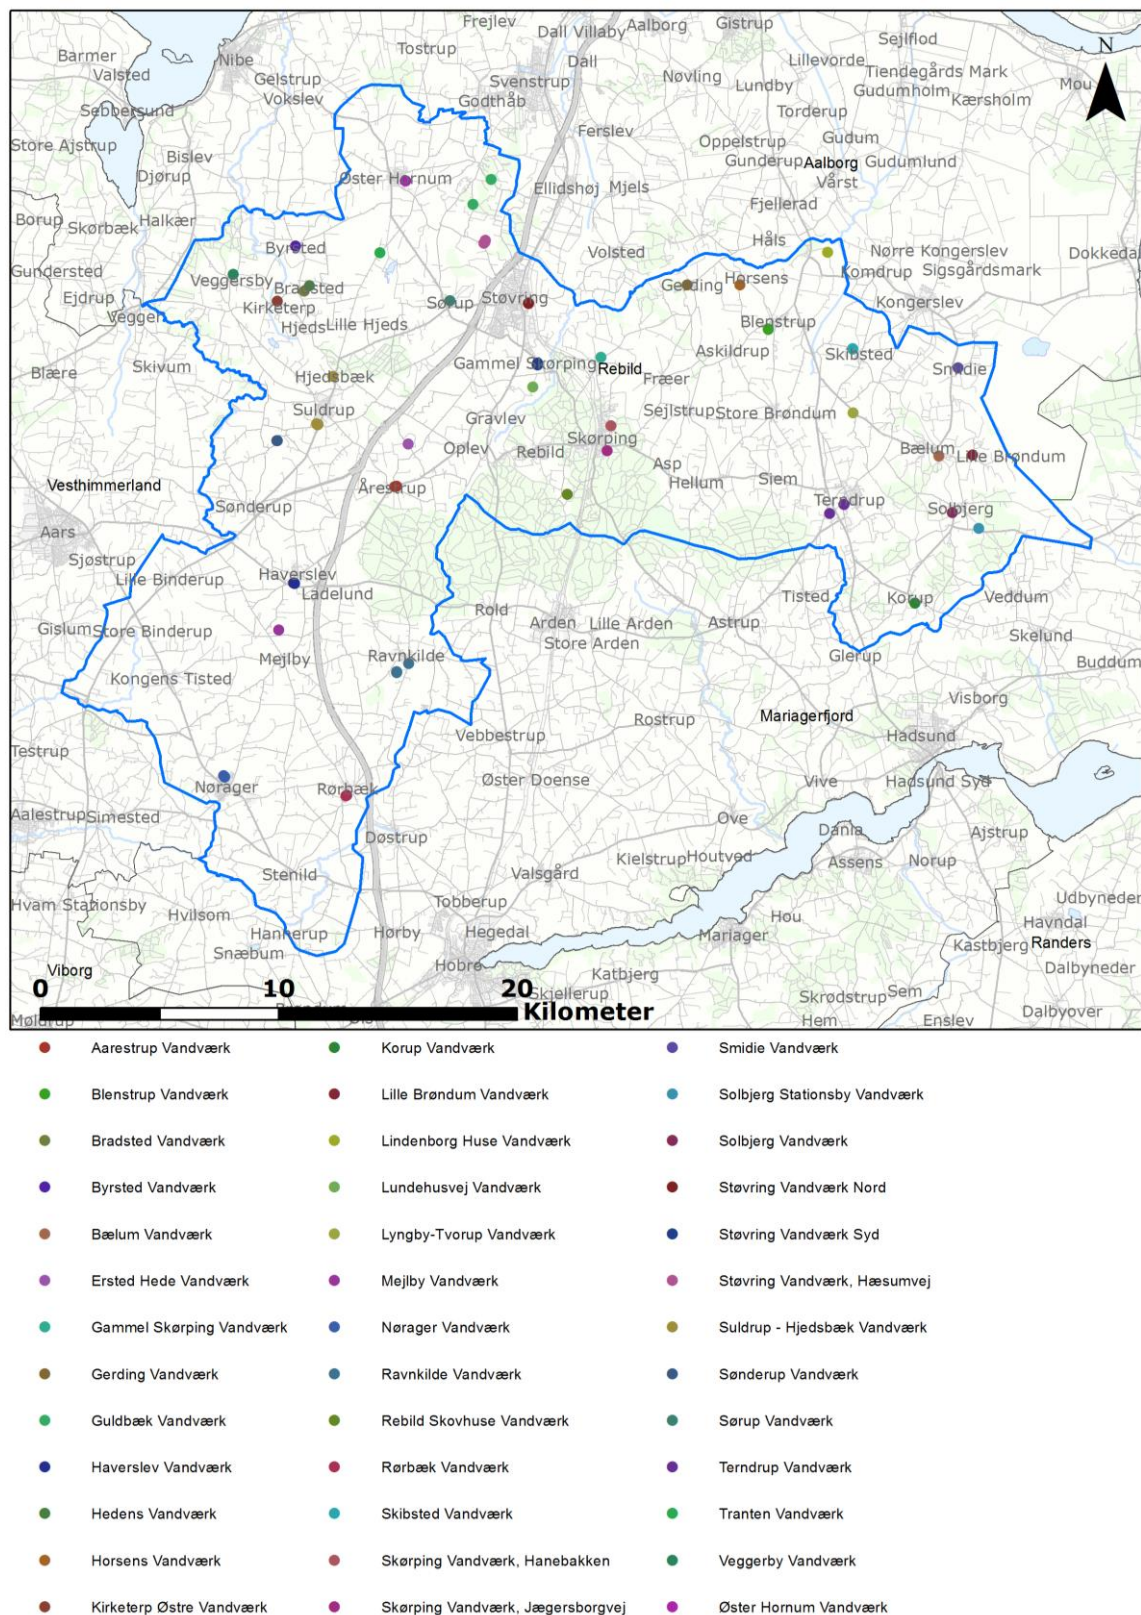 Frejlev
Dall Villaby
Aalborg
Gistrup
Barmer
Nibe
Tostrup
Dall
Lillevorde
Sejlflod
N
Valsted
Gelstrup
Svenstrup
Nøvling
Lundby
Tiendegårds Mark
Mou
Sebbersund
Vokslev
Godthåb
Gudumholm
Kærsholm
Torderup
Store Ajstrup
Bislev
Ferslev
Oppelstrup
Gudum
Djørup
Øster Hornum
Ellidshøj
Mjels
Gunderup
Aalborg
Gudumlund
Vårst
Borup
Halkær
Fjellerad
Skørbæk
Byrsted
Volsted
Håls
Nørre Kongerslev
Dokkedal
Gundersted
Veggersby
Bradsted
Gerding
Horsens
Komdrup
Sigsgårdsmark
Ejdrup
Kirketerp
Sørup
Støvring
Kongerslev
Veggerby
Hjeds
Lille Hjeds
Blenstrup
Blære
Skivum
Hjedsbæk
Gammel Skørping
Rebild
Askildrup
Skibsted
Smidie
Fræer
Suldrup
Gravlev
Sejlstrup
Store Brøndum
Oplev
Rebild
Skørping
Bælum
Lille Brøndum
Vesthimmerland
Årestrup
Asp
Hellum
Siem
Sønderup
Terndrup
Solbjerg
Aars
Sjøstrup
Lille Binderup
Haverslev
Ladelund
Tisted
Korup
Veddum
Gislum
Store Binderup
Rold
Arden
Lille Arden
Astrup
Skelund
Mejlby
Ravnkilde
Store Arden
Glerup
Buddum
Kongens Tisted
Visborg
Rostrup
Mariagerfjord
Testrup
Vebbestrup
Hadsund
Nørager
Rørbæk
Øster Doense
Vive
Hadsund Syd
Aalestrup
Simested
Døstrup
Ove
Dania
Ajstrup
Stenild
Valsgård
Kielstrup
Houtved
Assens
Norup
Hvam Stationsby
Hvilsom
Tobberup
Udbyneder
Hannerup
Hørby
Hegedal
Mariager
Hou
Havndal
Snæbum
Kastbjerg
Randers
Viborg
Hobro
Katbjerg
Dalbyneder
0 10 20
Skjellerup
Skrødstrup
Sem
Kilometer
Møldrup
Hem
Enslev
Dalbyover
Aarestrup Vandværk
Korup Vandværk
Smidie Vandværk
Blenstrup Vandværk
Lille Brøndum Vandværk
Solbjerg Stationsby Vandværk
Bradsted Vandværk
Lindenborg Huse Vandværk
Solbjerg Vandværk
Byrsted Vandværk
Lundehusvej Vandværk
Støvring Vandværk Nord
Bælum Vandværk
Lyngby-Tvorup Vandværk
Støvring Vandværk Syd
Ersted Hede Vandværk
Mejlby Vandværk
Støvring Vandværk, Hæsumvej
Gammel Skørping Vandværk
Nørager Vandværk
Suldrup - Hjedsbæk Vandværk
Gerding Vandværk
Ravnkilde Vandværk
Sønderup Vandværk
Guldbæk Vandværk
Rebild Skovhuse Vandværk
Sørup Vandværk
Haverslev Vandværk
Rørbæk Vandværk
Terndrup Vandværk
Hedens Vandværk
Skibsted Vandværk
Tranten Vandværk
Horsens Vandværk
Skørping Vandværk, Hanebakken
Veggerby Vandværk
Kirketerp Østre Vandværk
Skørping Vandværk, Jægersborgvej
Øster Hornum Vandværk